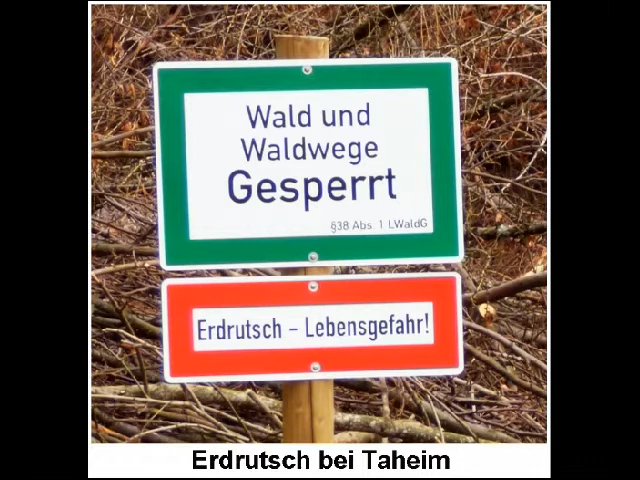 Wald und
Waldwege
Gesperrt
§38 Abs. 1 LWaldG
Erdrutsch - Lebensgefahr!
Erdrutsch bei Taheim